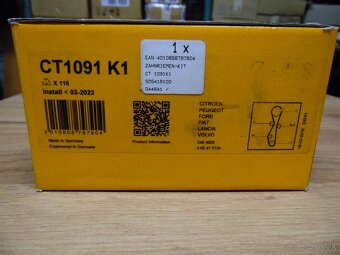 CT1091 K1
X 116
Install < 03-2023
4010858797904
Made in Germany
Engineered in Germany
Product information
1 x
EAN:4010858797904
ZAHNRIEMEN-KIT
CT 1091K1
CITROEN
PEUGEOT
FORD
FIAT
LANCIA
VOLVO